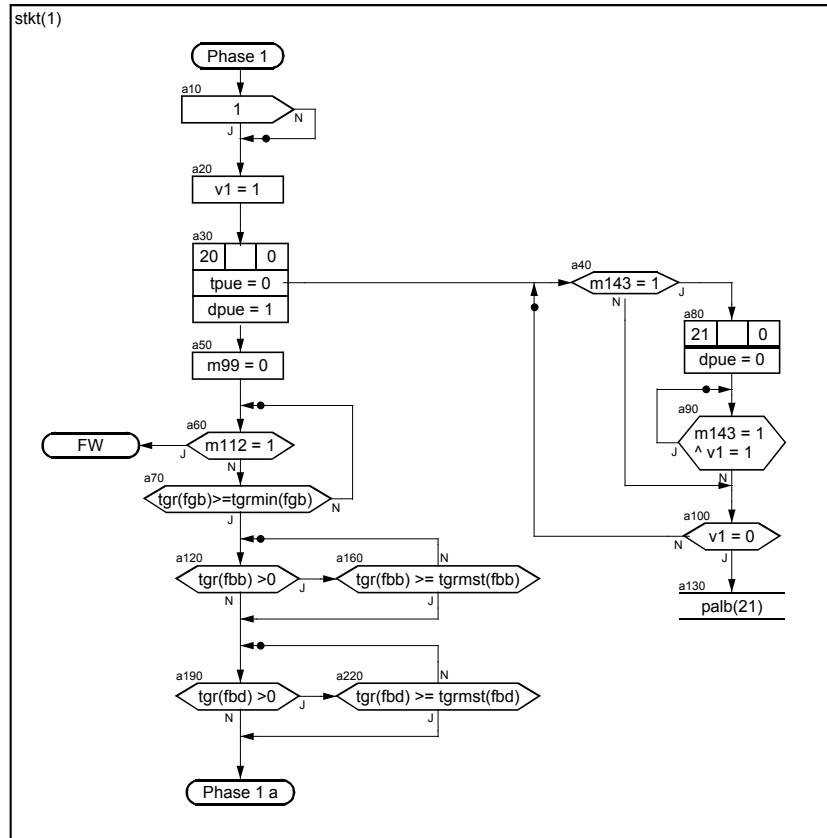 stkt(1)
Phase 1
a10
1
N
J
a20
v1 = 1
a30
20 0
tpue = 0
dpue = 1
a40
m143 = 1
J
N
a80
21 0
dpue = 0
a50
m99 = 0
a90
m143 = 1
^ v1 = 1
J
N
a60
FW
J
m112 = 1
N
a70
tgr(fgb)>=tgrmin(fgb)
N
J
a100
v1 = 0
N
J
a120
tgr(fbb) >0
J
N
a160
N
tgr(fbb) >= tgrmst(fbb)
J
a130
palb(21)
a190
tgr(fbd) >0
J
N
a220
N
tgr(fbd) >= tgrmst(fbd)
J
Phase 1 a